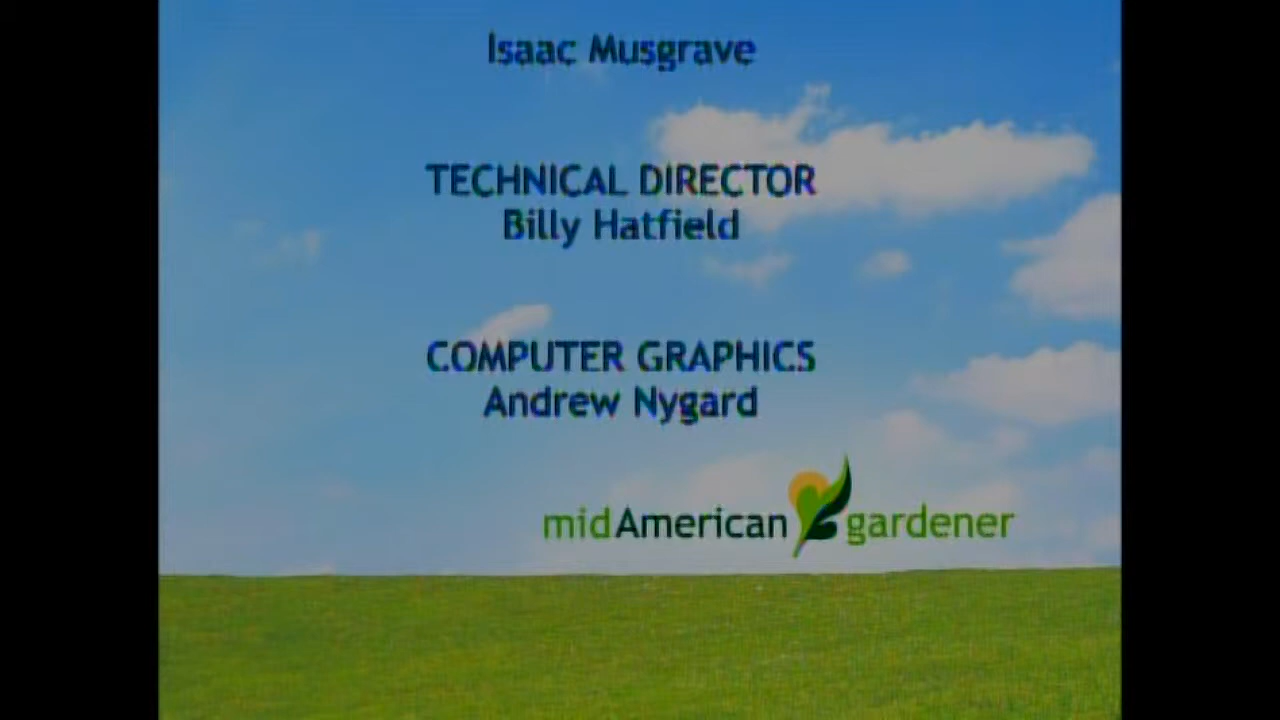 Isaac Musgrave
TECHNICAL DIRECTOR
Billy Hatfield
COMPUTER GRAPHICS
Andrew Nygard
midAmerican gardener